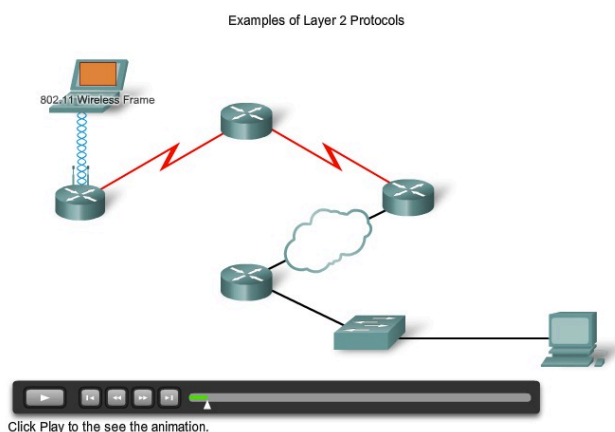 Examples of Layer 2 Protocols
802.11 Wireless Frame
Click Play to the see the animation.